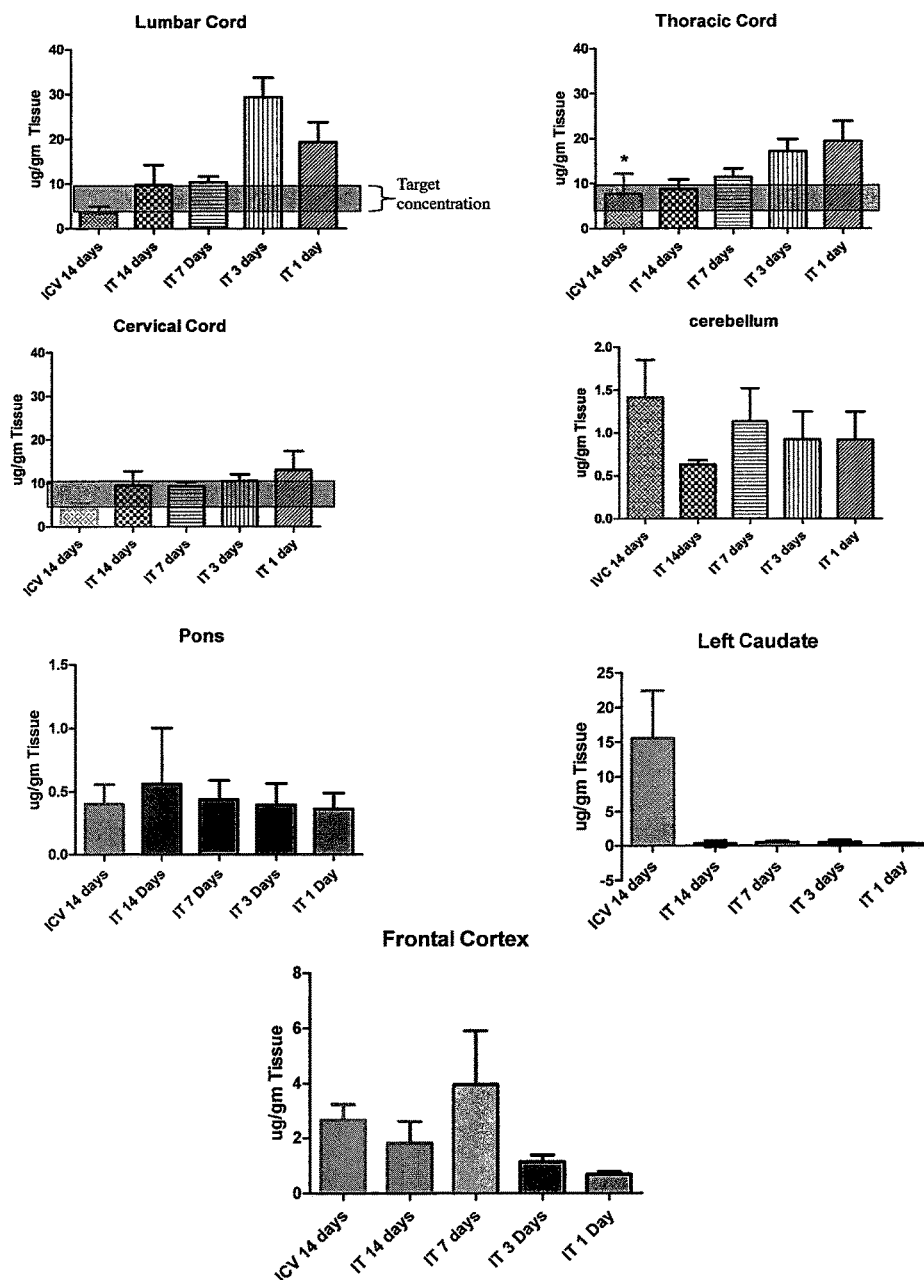 Lumbar Cord
ug/gm Tissue
40
30
20
10
0
Target
concentration
ICV 14 days
IT 14 days
IT 7 Days
IT 3 days
IT 1 day
Thoracic Cord
ug/gm Tissue
40
30
20
10
0
*
ICV 14 days
IT 14 days
IT 7 days
IT 3 days
IT 1 day
Cervical Cord
ug/gm Tissue
40
30
20
10
0
ICV 14 days
IT 14 days
IT 7 days
IT 3 days
IT 1 day
cerebellum
ug/gm Tissue
2.0
1.5
1.0
0.5
0.0
IVC 14 days
IT 14days
IT 7 days
IT 3 days
IT 1 day
Pons
ug/gm Tissue
1.5
1.0
0.5
0.0
ICV 14 days
IT 14 Days
IT 7 Days
IT 3 Days
IT 1 Day
Left Caudate
ug/gm Tissue
25
20
15
10
5
0
-5
ICV 14 days
IT 14 days
IT 7 days
IT 3 days
IT 1 day
Frontal Cortex
ug/gm Tissue
8
6
4
2
0
ICV 14 days
IT 14 days
IT 7 days
IT 3 Days
IT 1 Day